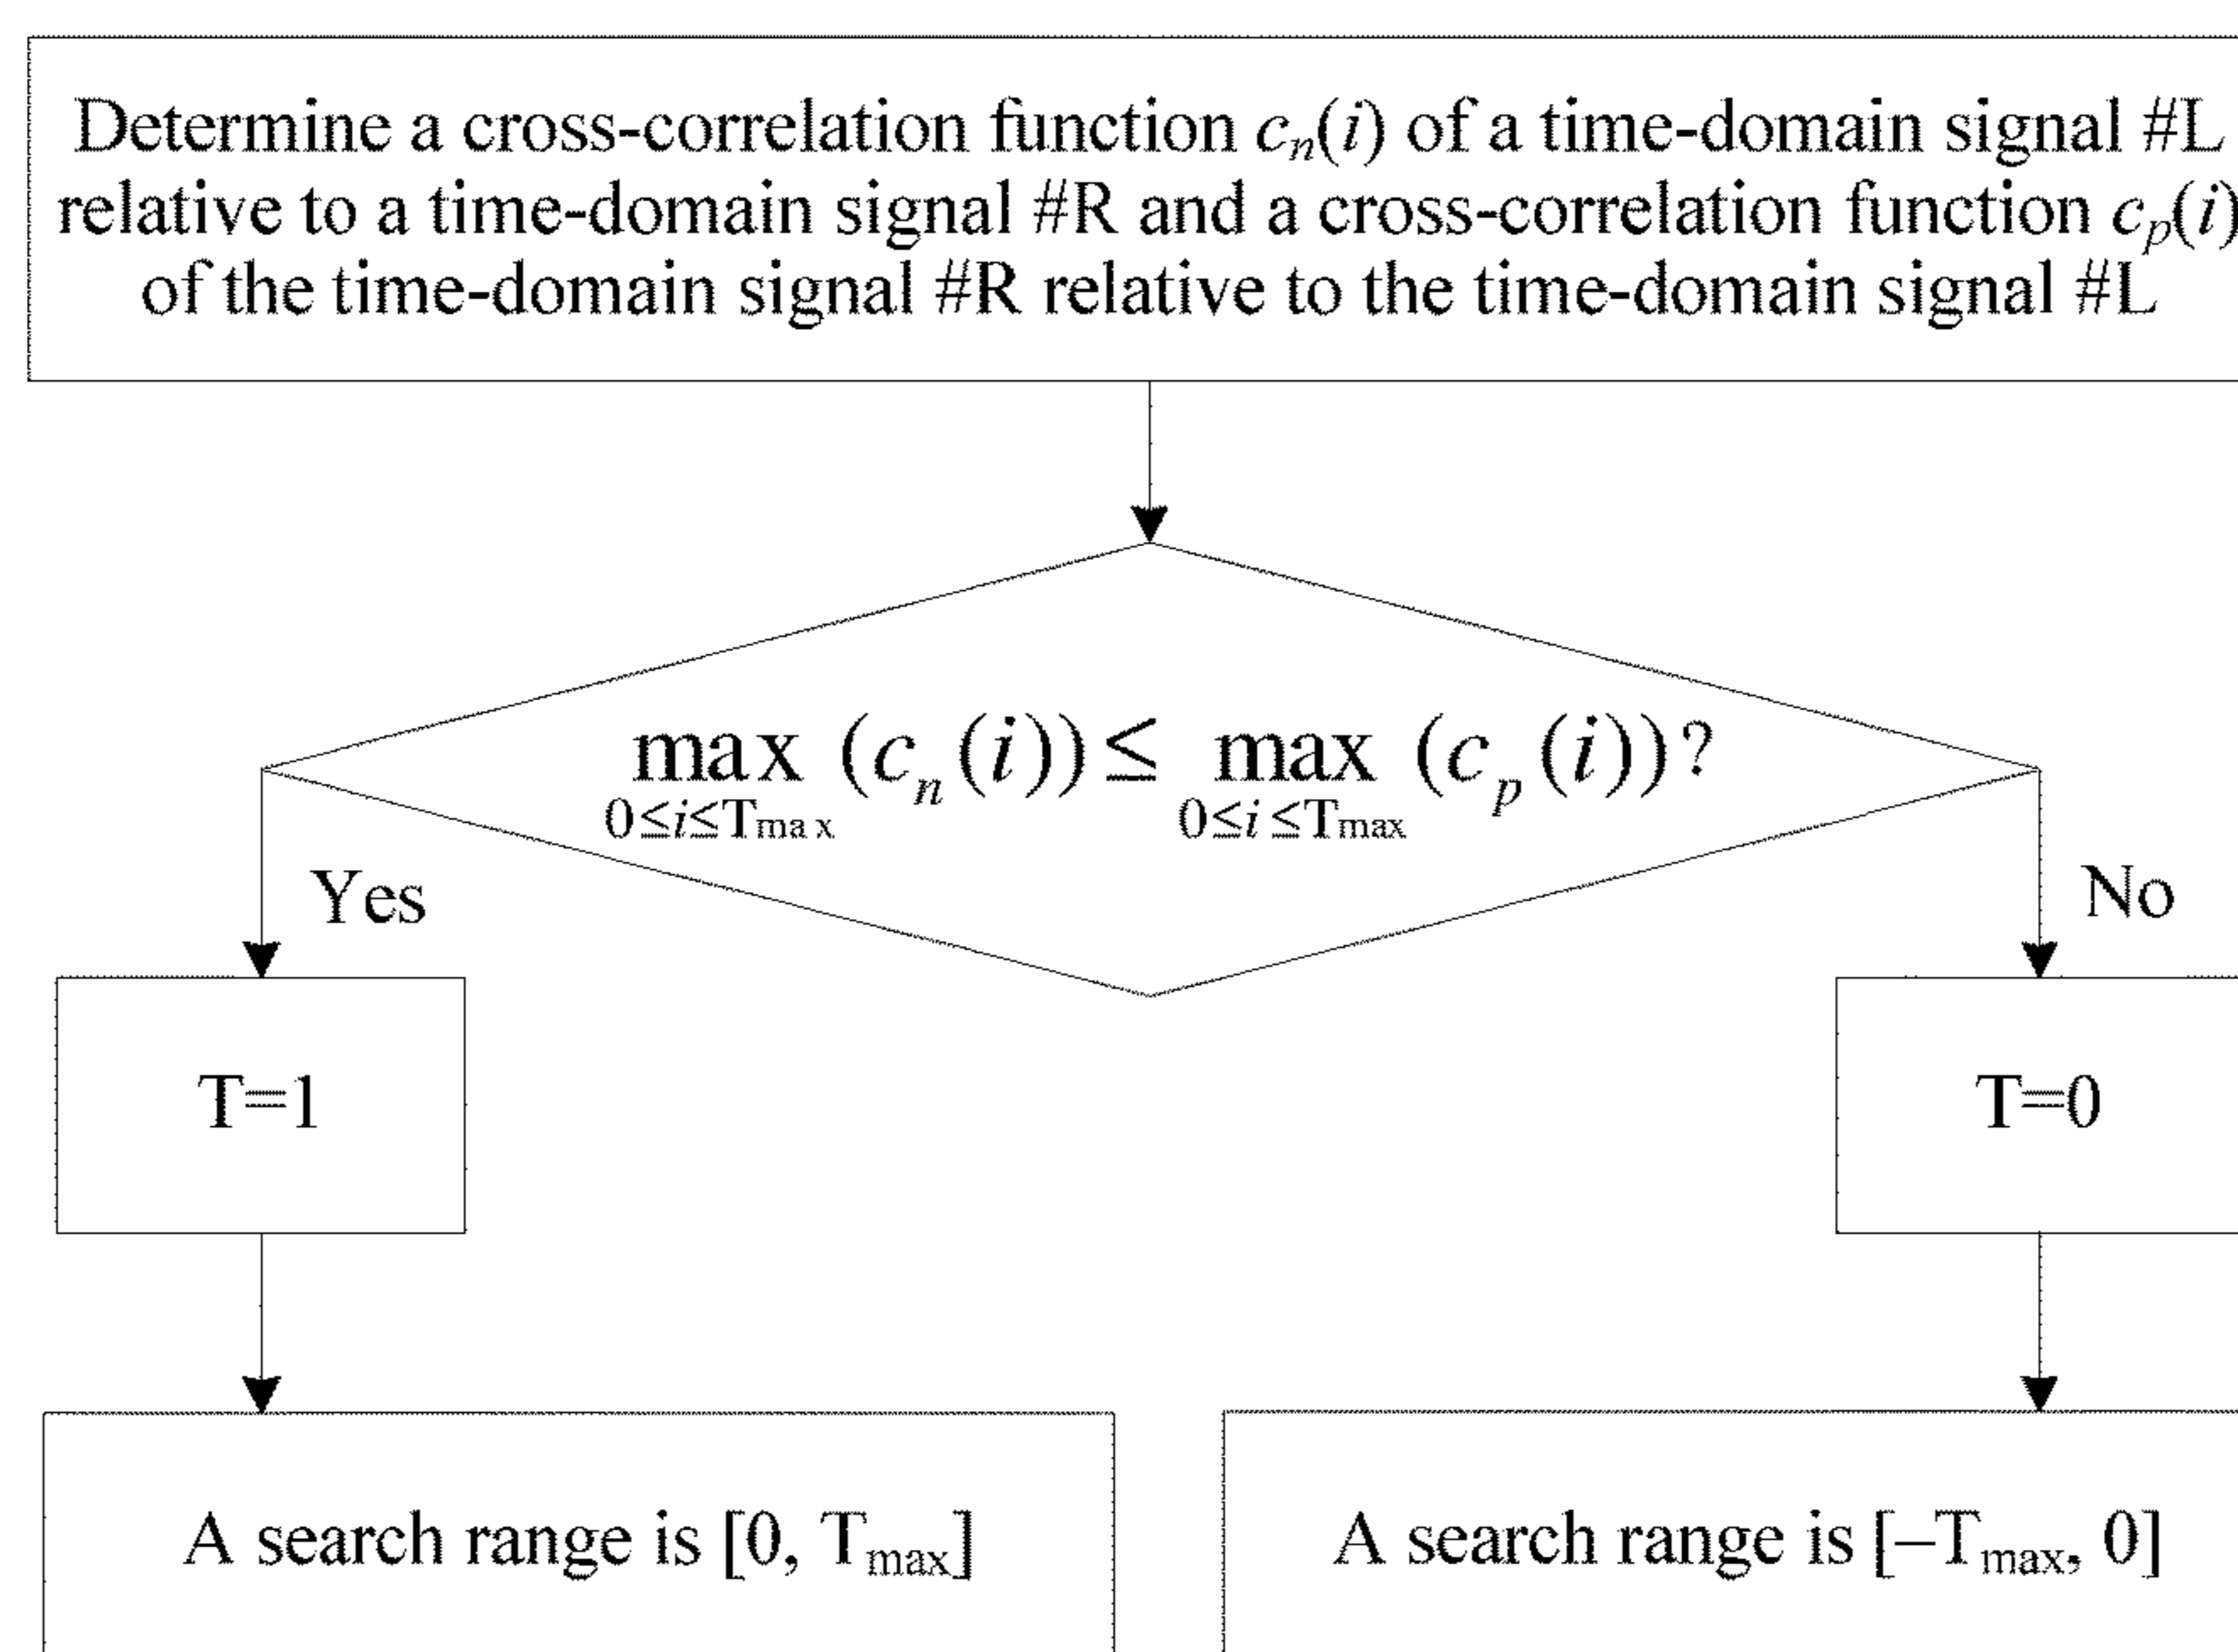 Determine a cross-correlation function cₙ(i) of a time-domain signal #L
relative to a time-domain signal #R and a cross-correlation function cₚ(i)
of the time-domain signal #R relative to the time-domain signal #L
max (cₙ(i)) ≤ max (cₚ(i))?
0≤i≤Tmax 0≤i≤Tmax
Yes
No
T=1
T=0
A search range is [0, Tmax]
A search range is [–Tmax, 0]